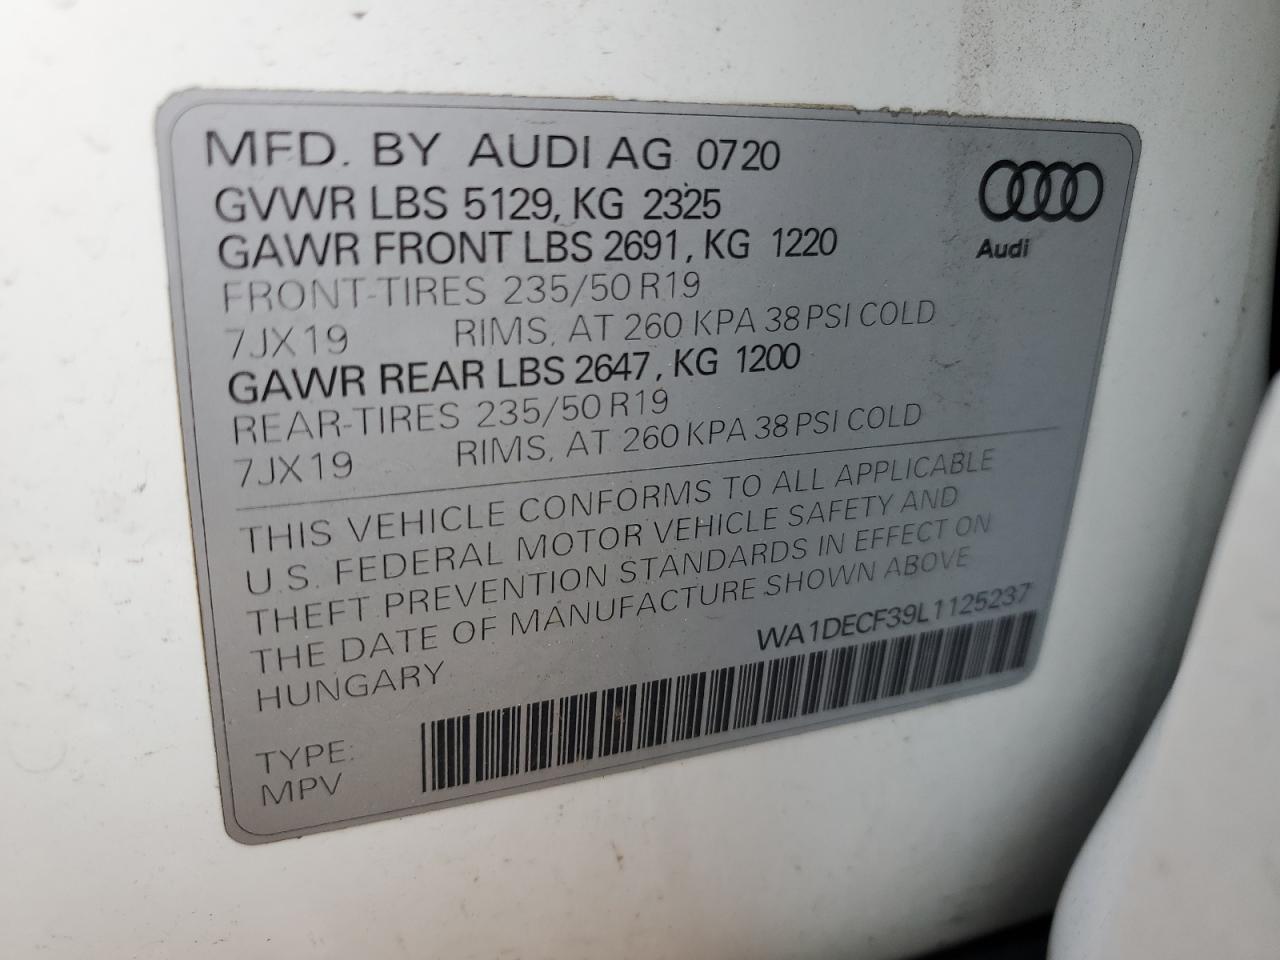 MFD. BY AUDI AG 0720
GVWR LBS 5129, KG 2325
GAWR FRONT LBS 2691, KG 1220
FRONT-TIRES 235/50 R19
7JX19 RIMS, AT 260 KPA 38 PSI COLD
GAWR REAR LBS 2647, KG 1200
REAR-TIRES 235/50 R19
7JX19 RIMS, AT 260 KPA 38 PSI COLD
Audi
THIS VEHICLE CONFORMS TO ALL APPLICABLE
U.S. FEDERAL MOTOR VEHICLE SAFETY AND
THEFT PREVENTION STANDARDS IN EFFECT ON
THE DATE OF MANUFACTURE SHOWN ABOVE
HUNGARY
WA1DECF39L1125237
TYPE:
MPV